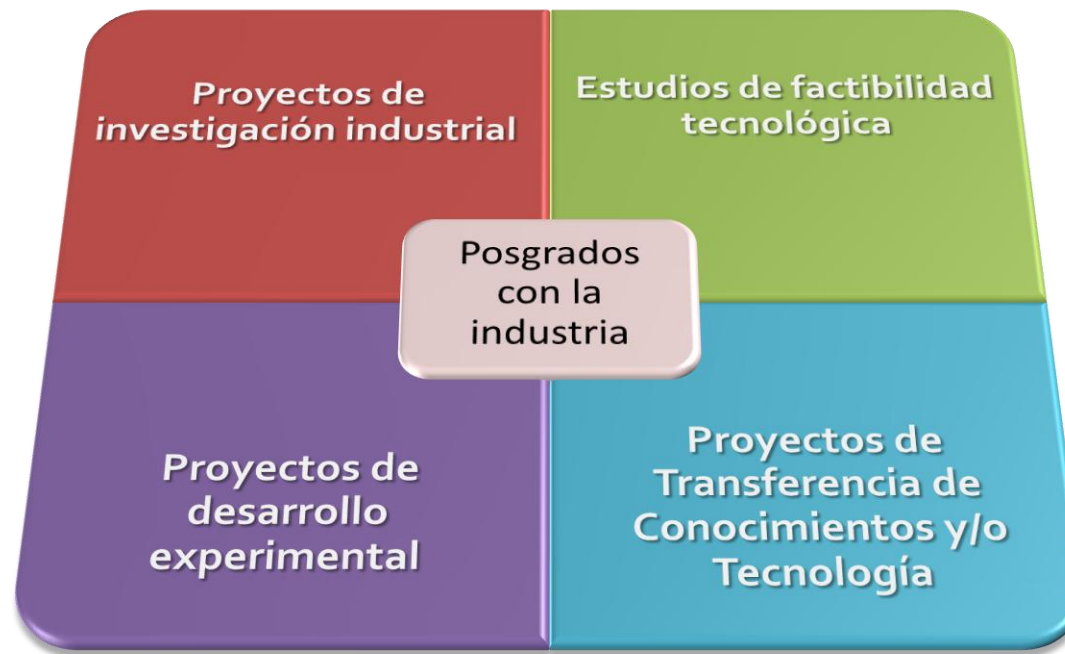 Proyectos de
investigación industrial
Estudios de factibilidad
tecnológica
Posgrados
con la
industria
Proyectos de
desarrollo
experimental
Proyectos de
Transferencia de
Conocimientos y/o
Tecnología